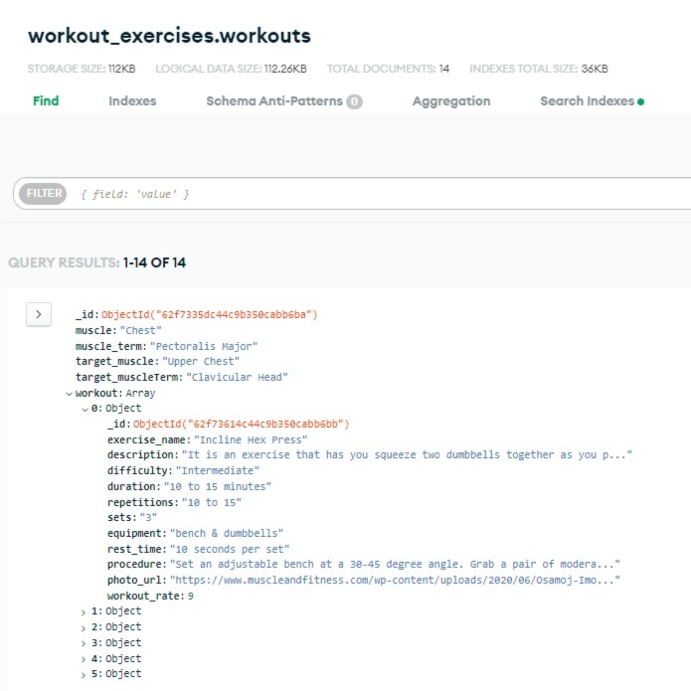 workout_exercises.workouts
STORAGE SIZE: 112KB LOGICAL DATA SIZE: 112.26KB TOTAL DOCUMENTS: 14 INDEXES TOTAL SIZE: 36KB
Find Indexes Schema Anti-Patterns 0 Aggregation Search Indexes
FILTER { field: 'value' }
QUERY RESULTS: 1-14 OF 14
_id: ObjectId("62f7335dc44c9b350cabb6ba")
muscle: "Chest"
muscle_term: "Pectoralis Major"
target_muscle: "Upper Chest"
target_muscleTerm: "Clavicular Head"
workout: Array
0: Object
_id: ObjectId("62f73614c44c9b350cabb6bb")
exercise_name: "Incline Hex Press"
description: "It is an exercise that has you squeeze two dumbbells together as you p..."
difficulty: "Intermediate"
duration: "10 to 15 minutes"
repetitions: "10 to 15"
sets: "3"
equipment: "bench & dumbbells"
rest_time: "10 seconds per set"
procedure: "Set an adjustable bench at a 30-45 degree angle. Grab a pair of modera..."
photo_url: "https://www.muscleandfitness.com/wp-content/uploads/2020/06/Osamoj-Imo..."
workout_rate: 9
1: Object
2: Object
3: Object
4: Object
5: Object